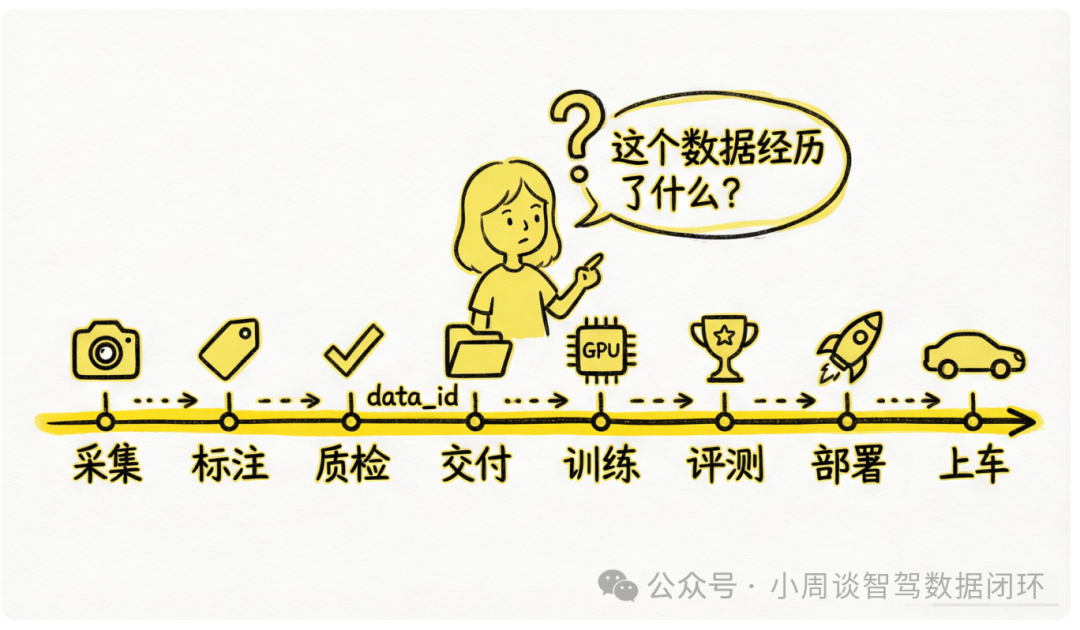 ?
这个数据经历
了什么？
GPU
data_id
采集
标注
质检
交付
训练
评测
部署
上车
公众号 · 小周谈智驾数据闭环